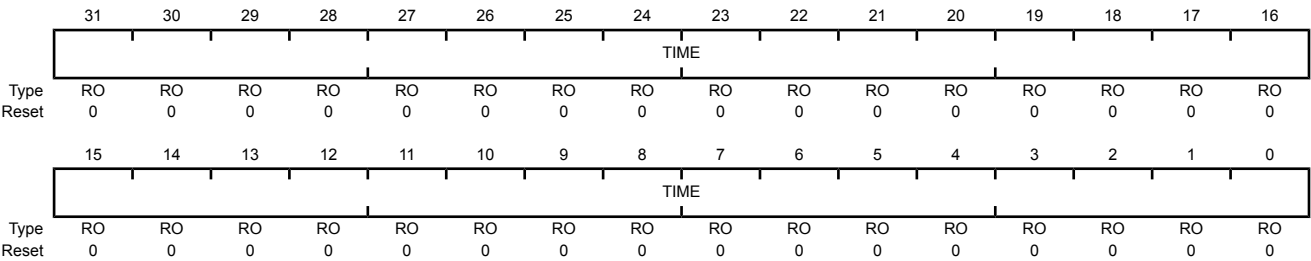 31 30 29 28 27 26 25 24 23 22 21 20 19 18 17 16
TIME
Type RO RO RO RO RO RO RO RO RO RO RO RO RO RO RO RO
Reset 0 0 0 0 0 0 0 0 0 0 0 0 0 0 0 0
15 14 13 12 11 10 9 8 7 6 5 4 3 2 1 0
TIME
Type RO RO RO RO RO RO RO RO RO RO RO RO RO RO RO RO
Reset 0 0 0 0 0 0 0 0 0 0 0 0 0 0 0 0